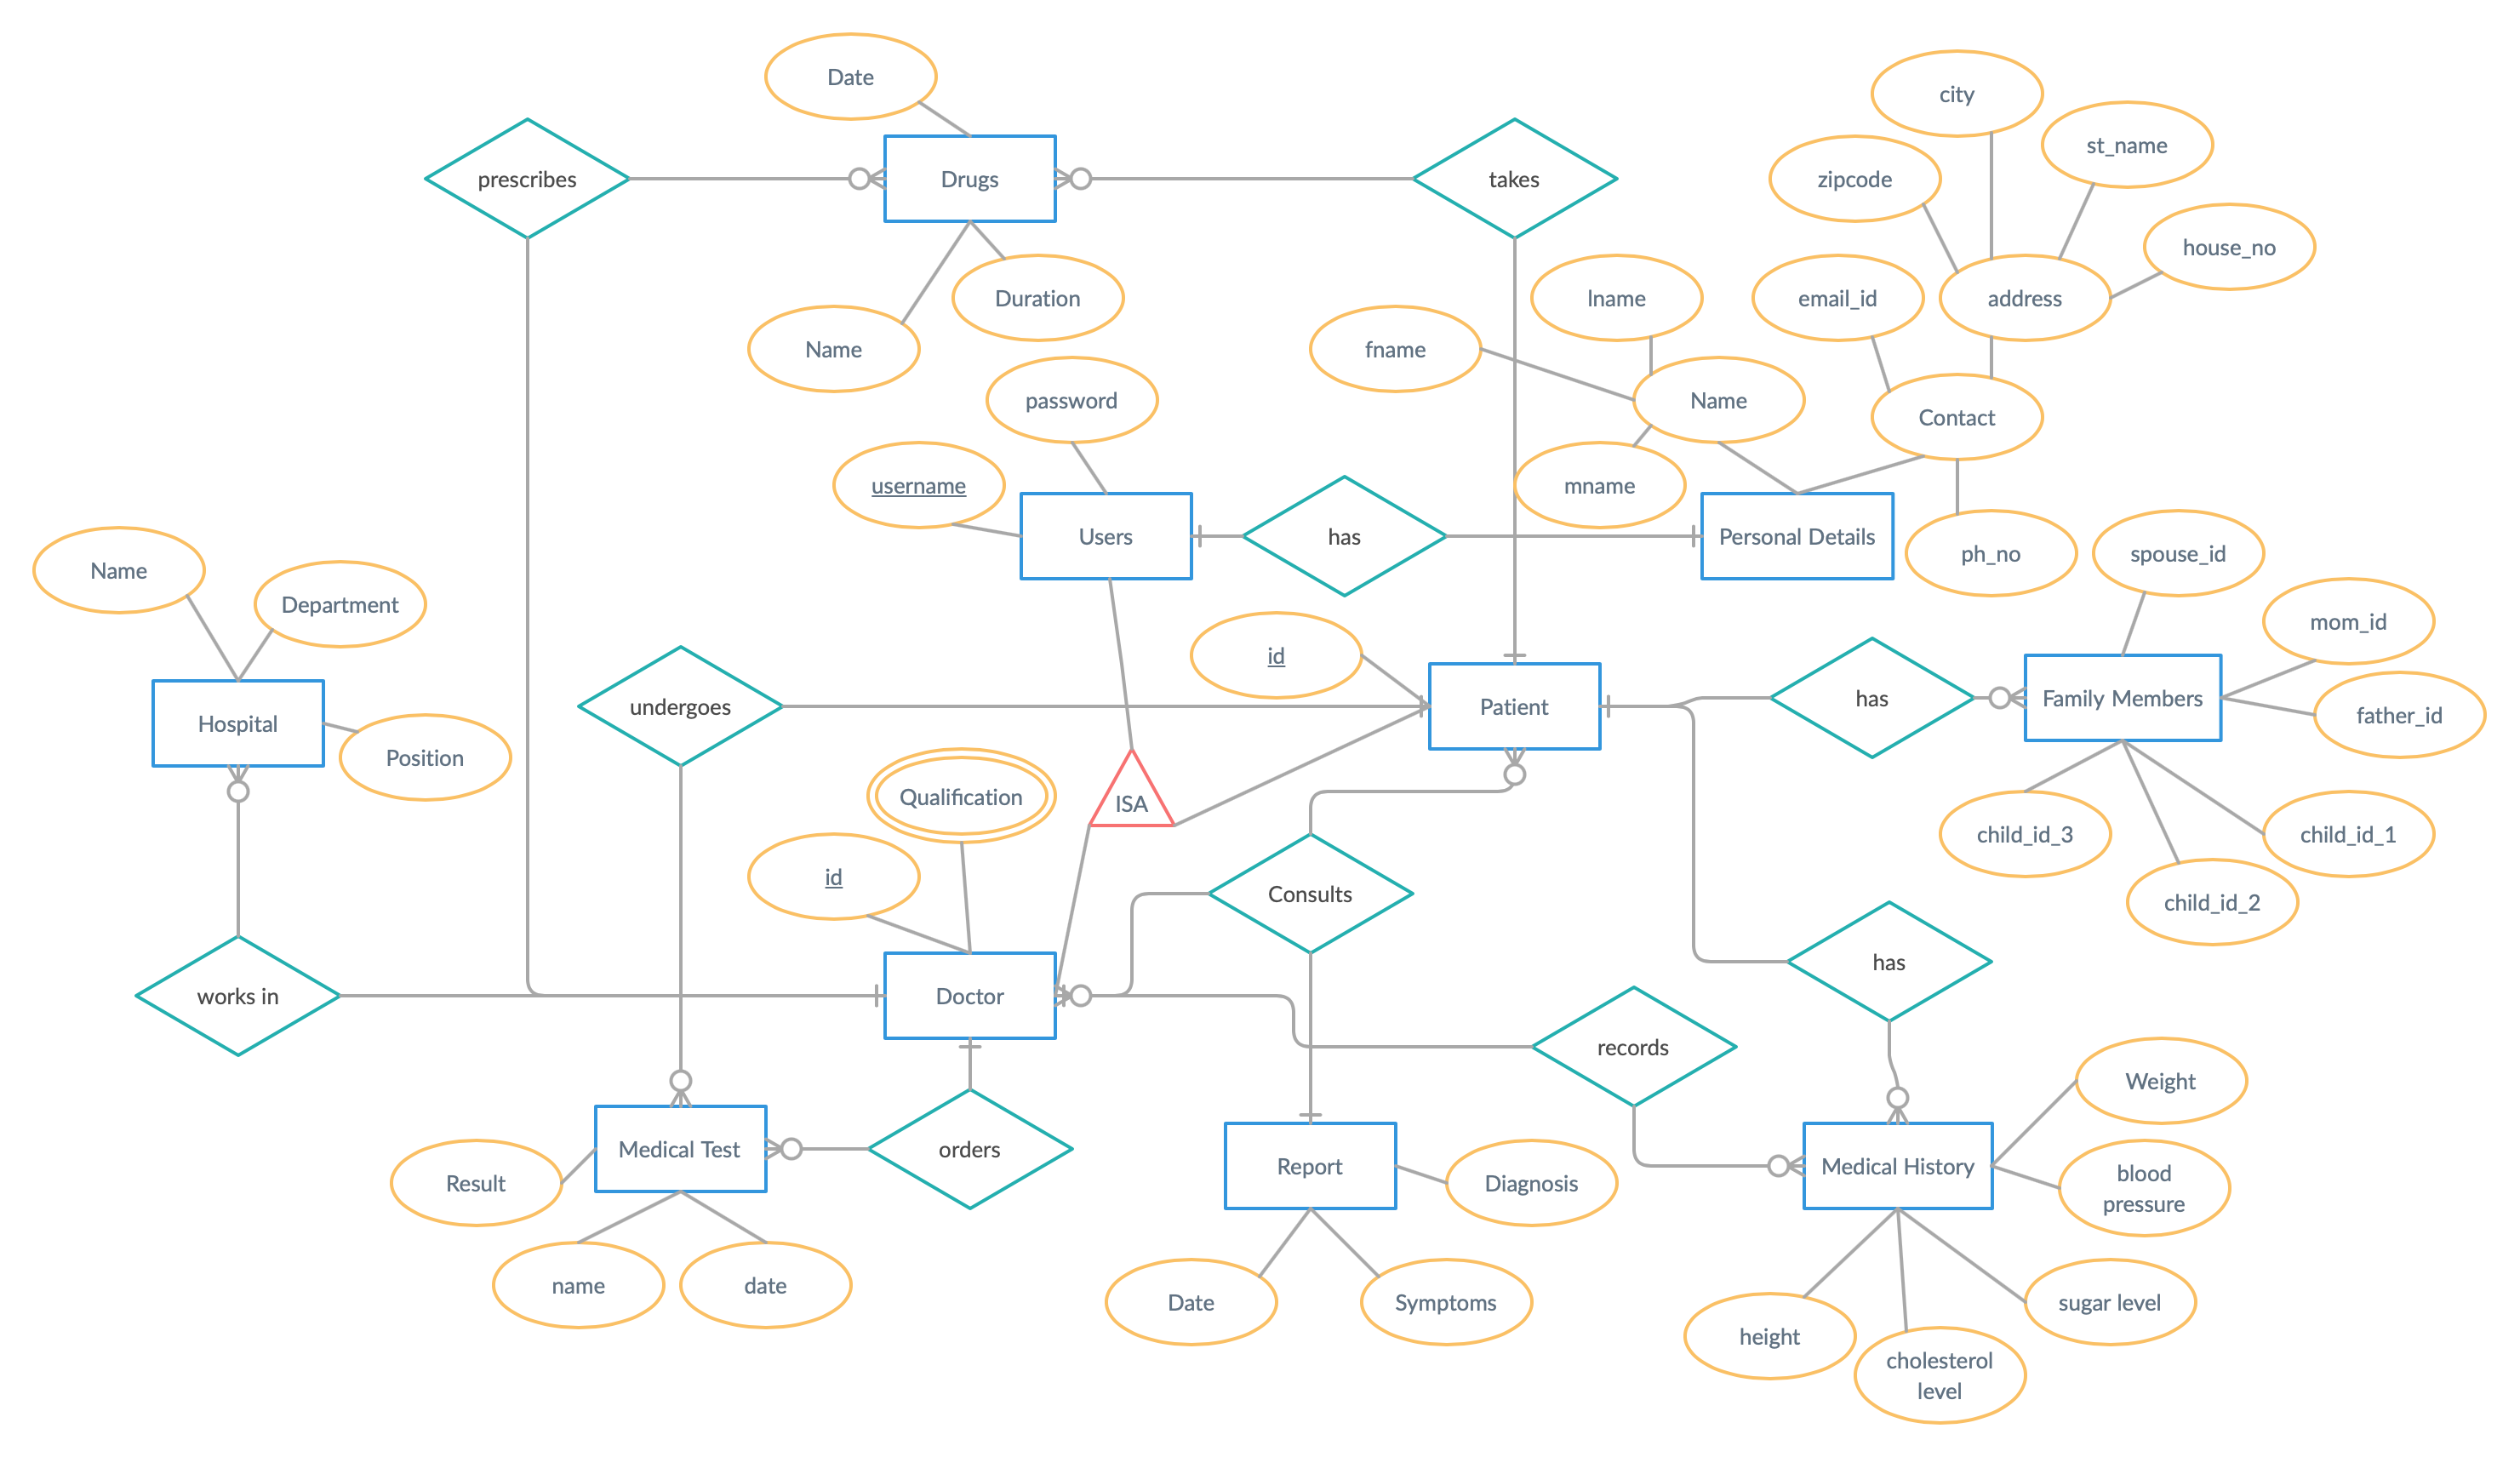 Date
city
st_name
prescribes
Drugs
takes
zipcode
house_no
Duration
lname
email_id
address
Name
fname
password
Name
Contact
username
mname
Users
has
Personal Details
ph_no
spouse_id
Name
Department
mom_id
id
undergoes
Patient
has
Family Members
father_id
Hospital
Position
Qualification
ISA
child_id_3
child_id_1
id
Consults
child_id_2
has
works in
Doctor
records
Weight
Medical Test
orders
Report
Medical History
blood
pressure
Result
Diagnosis
name
date
Date
Symptoms
sugar level
height
cholesterol
level